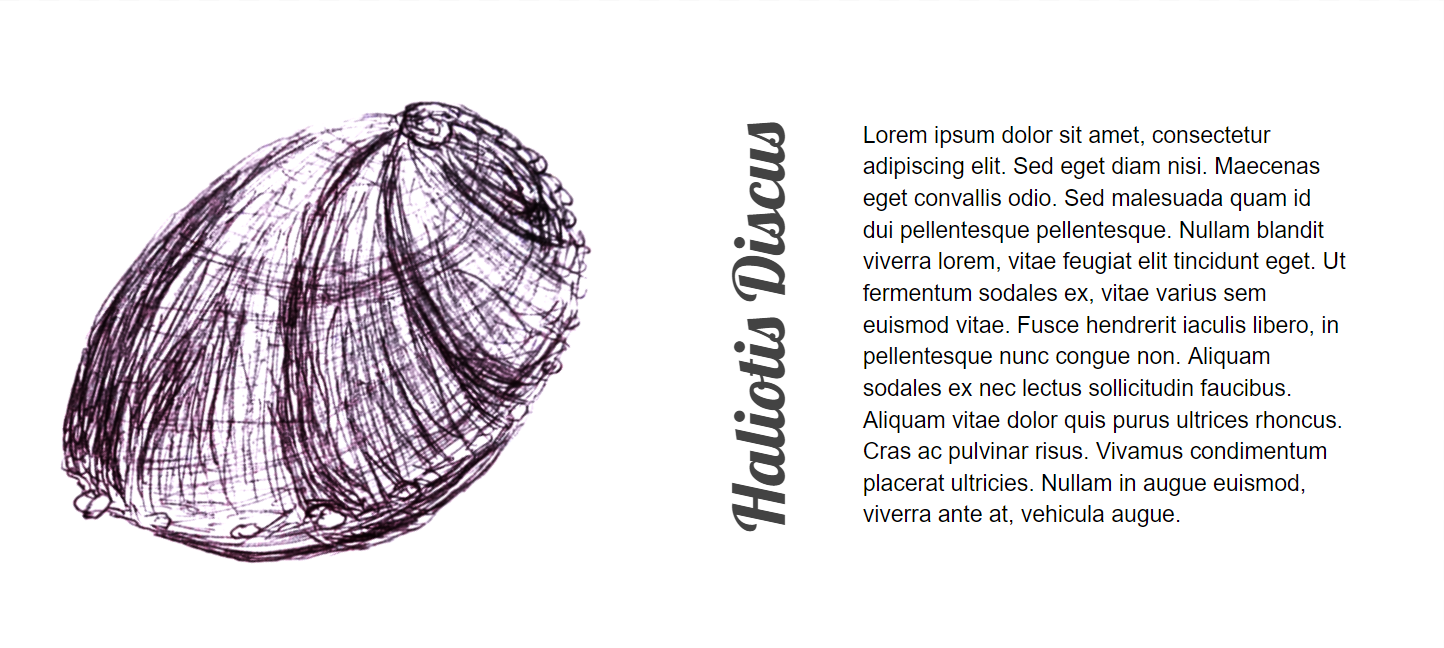 Haliotis Discus
Lorem ipsum dolor sit amet, consectetur
adipiscing elit. Sed eget diam nisi. Maecenas
eget convallis odio. Sed malesuada quam id
dui pellentesque pellentesque. Nullam blandit
viverra lorem, vitae feugiat elit tincidunt eget. Ut
fermentum sodales ex, vitae varius sem
euismod vitae. Fusce hendrerit iaculis libero, in
pellentesque nunc congue non. Aliquam
sodales ex nec lectus sollicitudin faucibus.
Aliquam vitae dolor quis purus ultrices rhoncus.
Cras ac pulvinar risus. Vivamus condimentum
placerat ultricies. Nullam in augue euismod,
viverra ante at, vehicula augue.